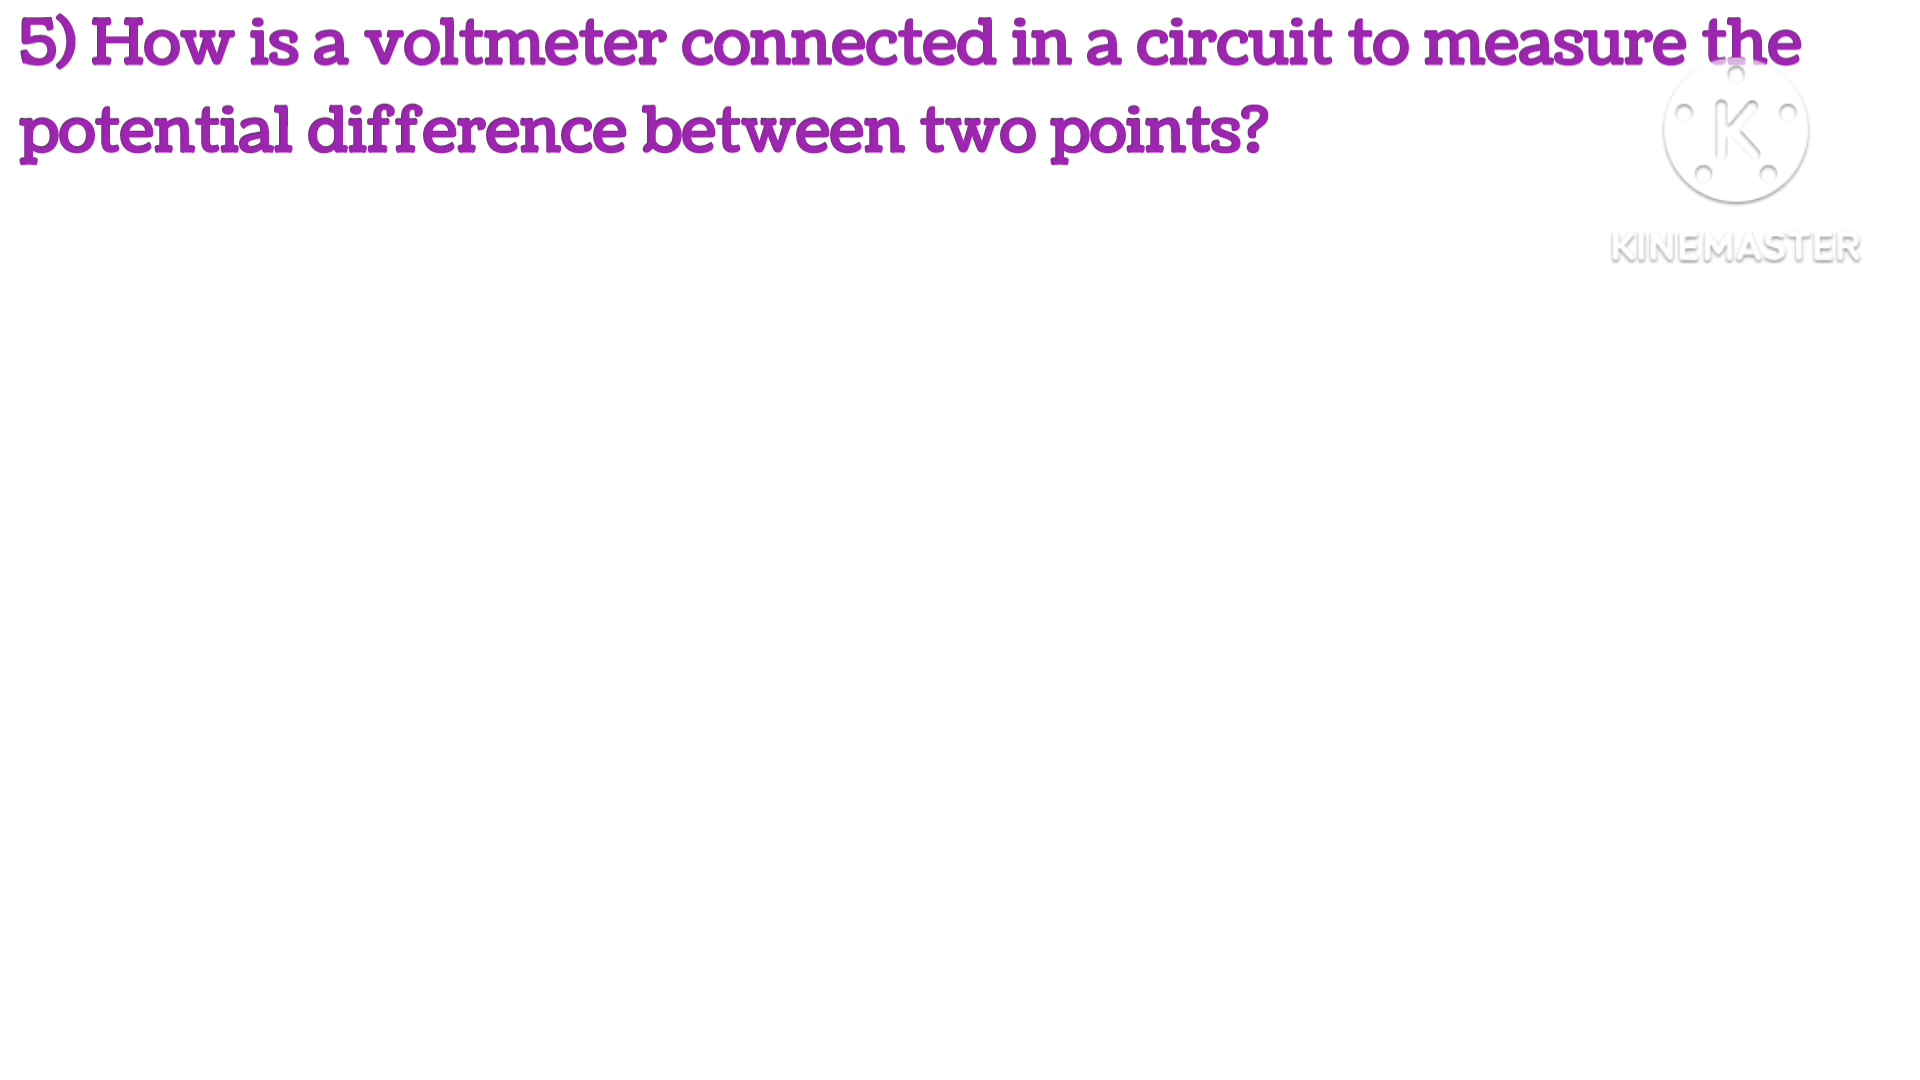 5) How is a voltmeter connected in a circuit to measure the
potential difference between two points?
K
KINEMASTER